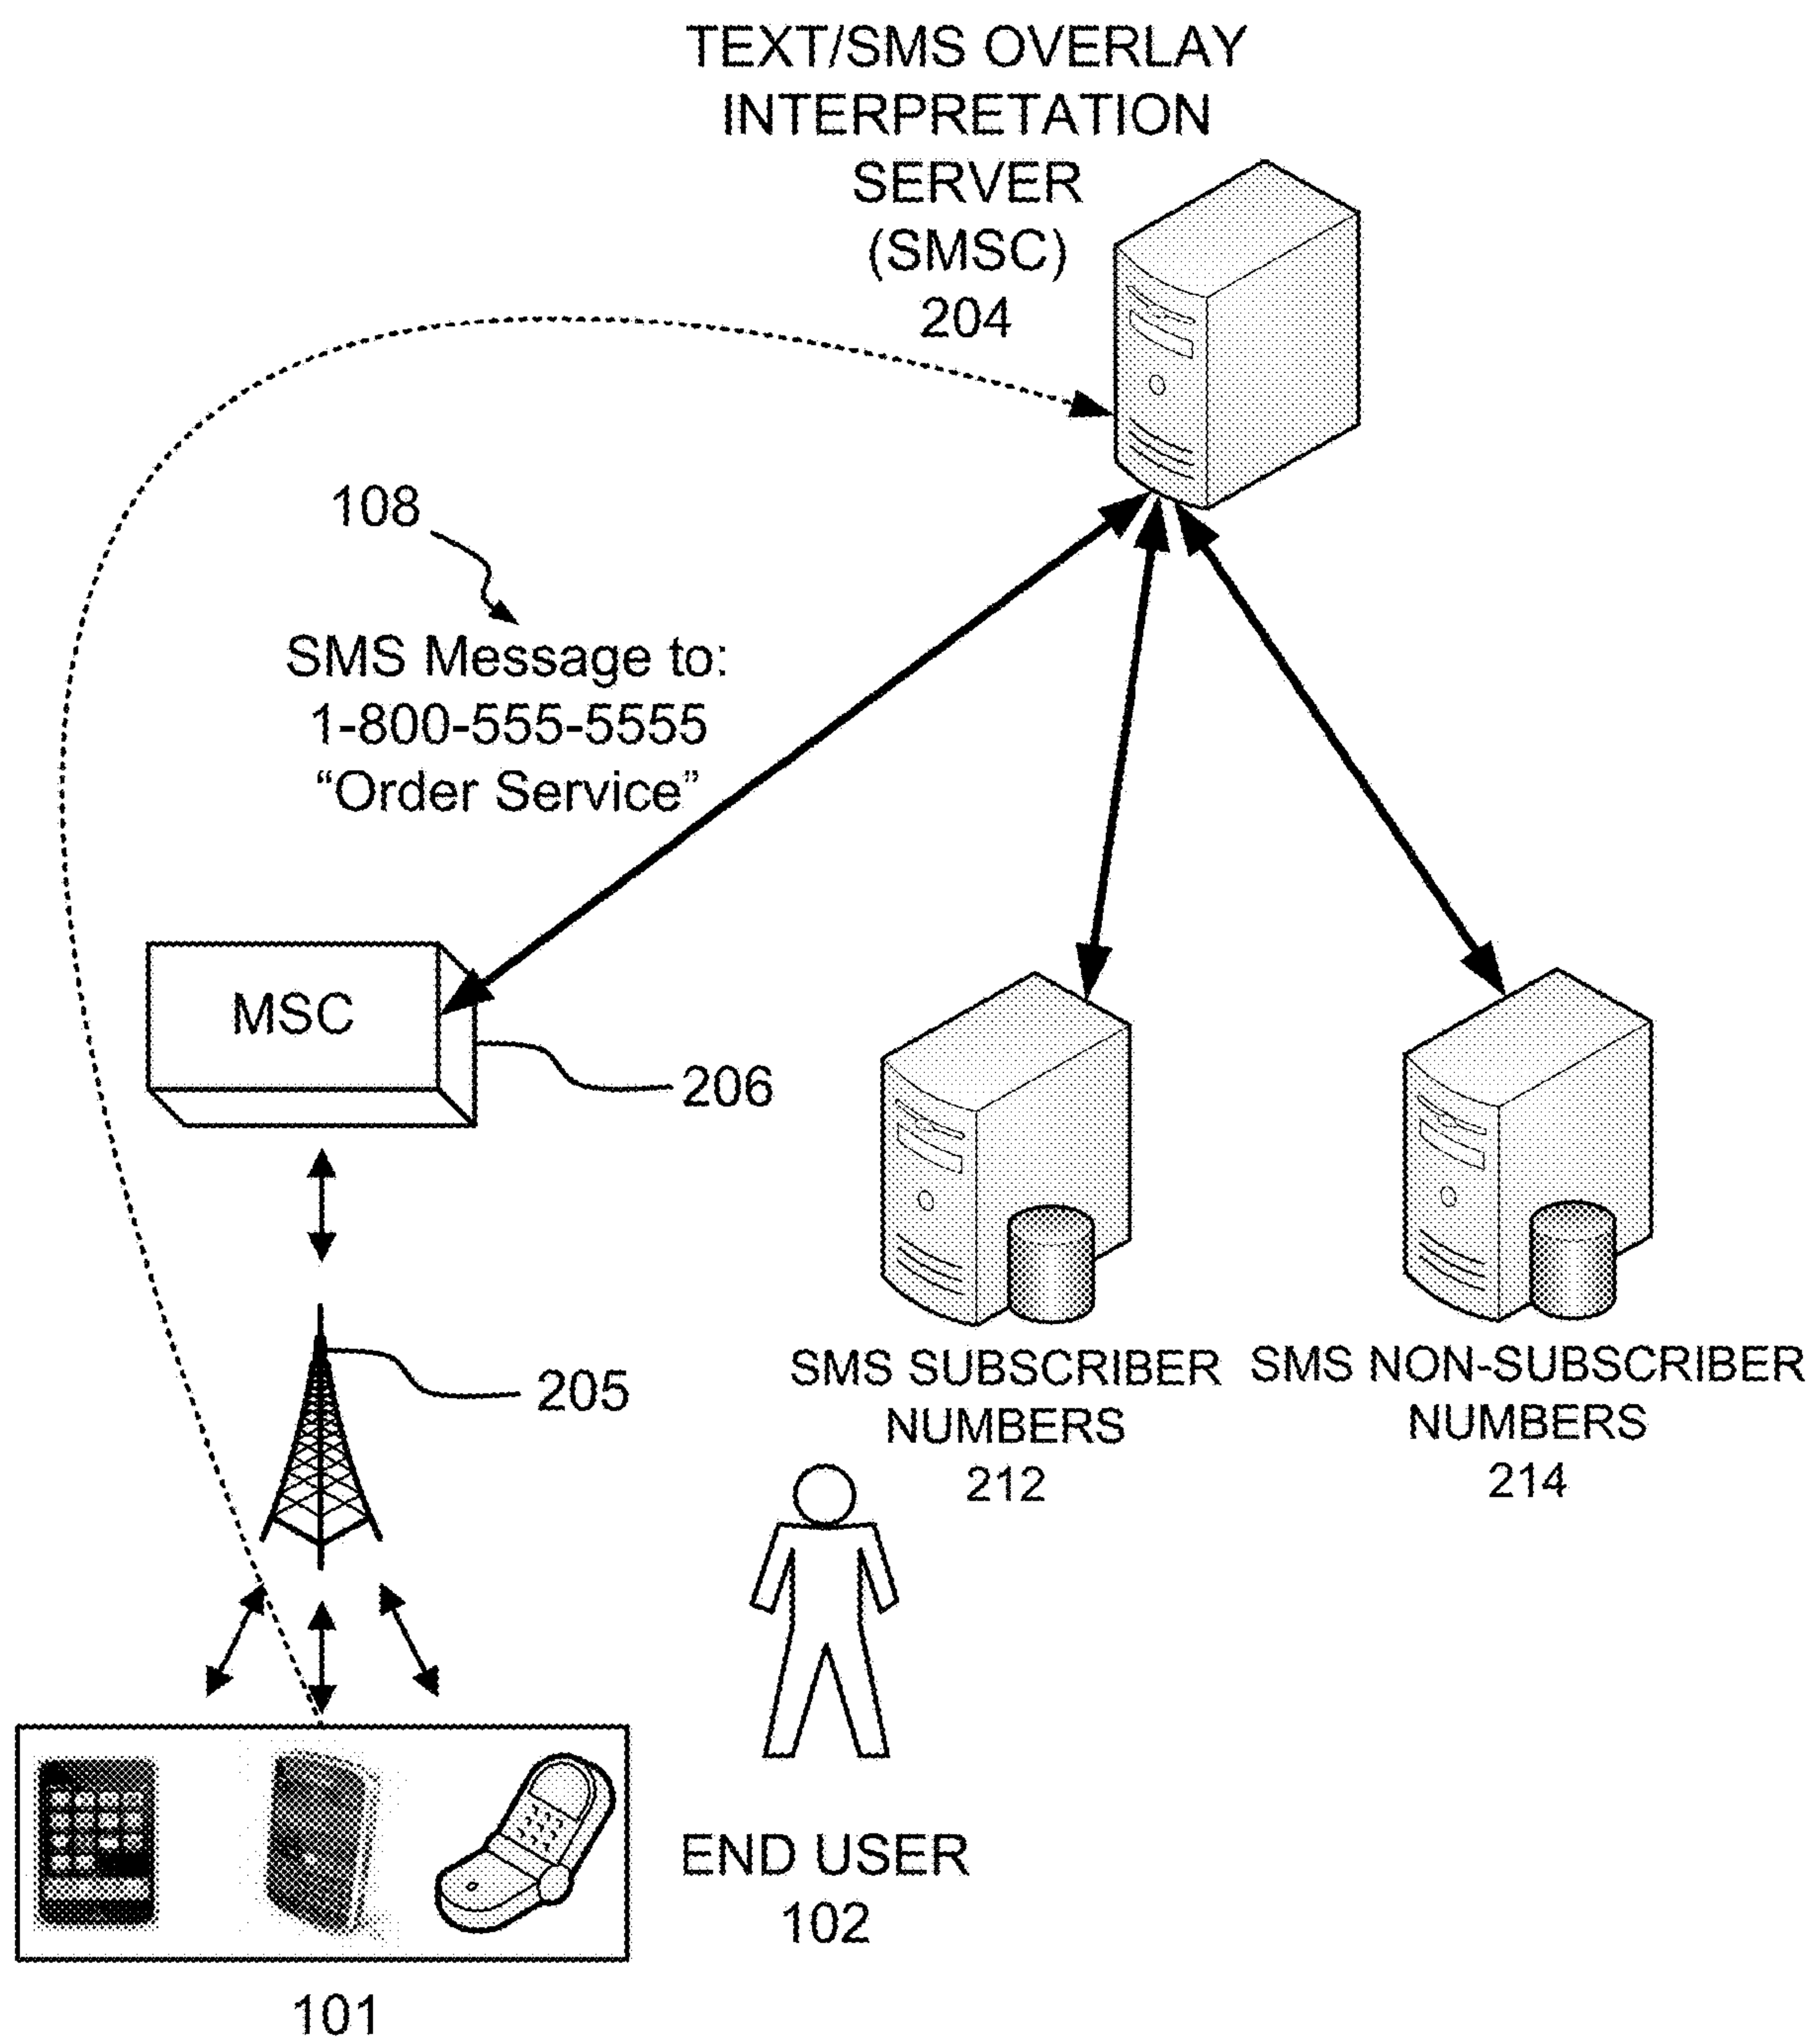 TEXT/SMS OVERLAY
INTERPRETATION
SERVER
(SMSC)
204
108
SMS Message to:
1-800-555-5555
“Order Service”
MSC
206
205
SMS SUBSCRIBER
NUMBERS
212
SMS NON-SUBSCRIBER
NUMBERS
214
END USER
102
101